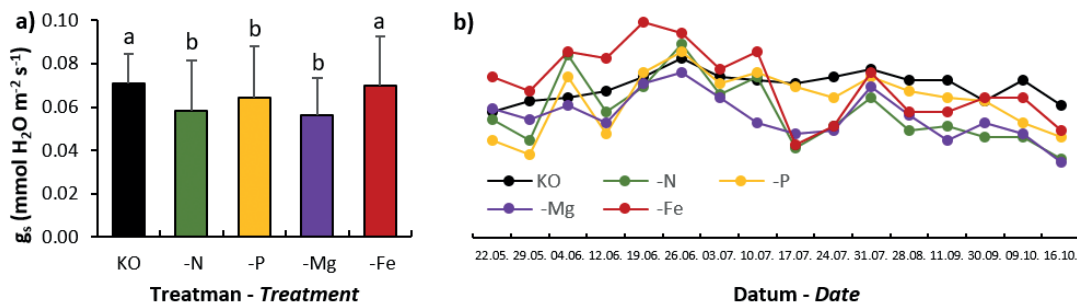 a)
g_s (mmol H₂O m⁻² s⁻¹)
0.10
0.08
0.06
0.04
0.02
0.00
a
b
b
b
a
KO -N -P -Mg -Fe
Treatman - Treatment
b)
KO -N -P
-Mg -Fe
22.05. 29.05. 04.06. 12.06. 19.06. 26.06. 03.07. 10.07. 17.07. 24.07. 31.07. 28.08. 11.09. 30.09. 09.10. 16.10.
Datum - Date